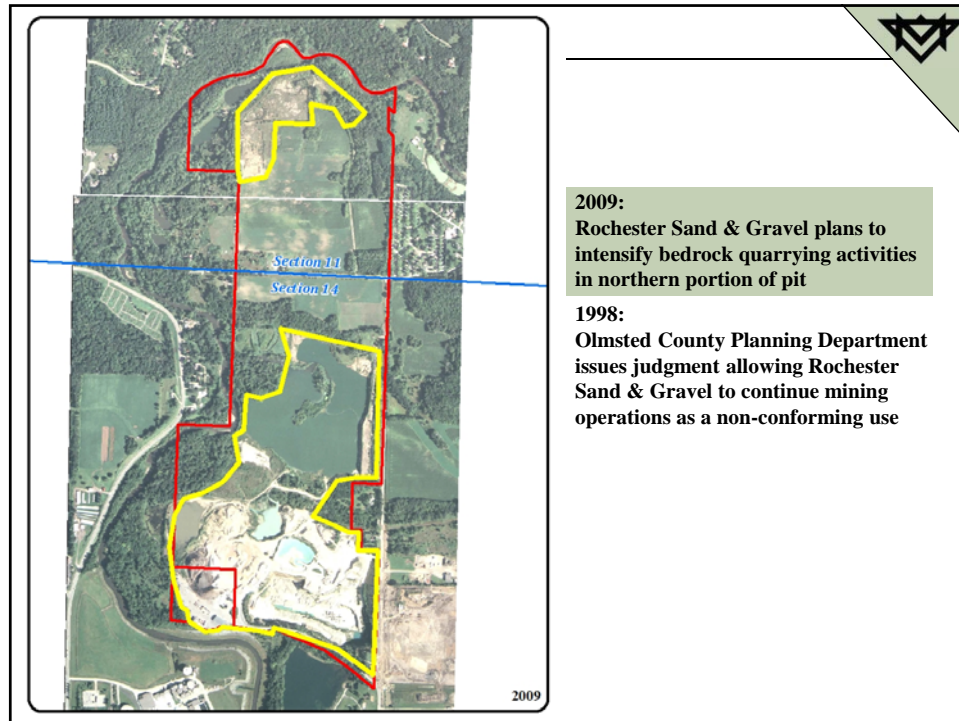 Section 11
Section 14
2009
2009:
Rochester Sand & Gravel plans to
intensify bedrock quarrying activities
in northern portion of pit
1998:
Olmsted County Planning Department
issues judgment allowing Rochester
Sand & Gravel to continue mining
operations as a non-conforming use